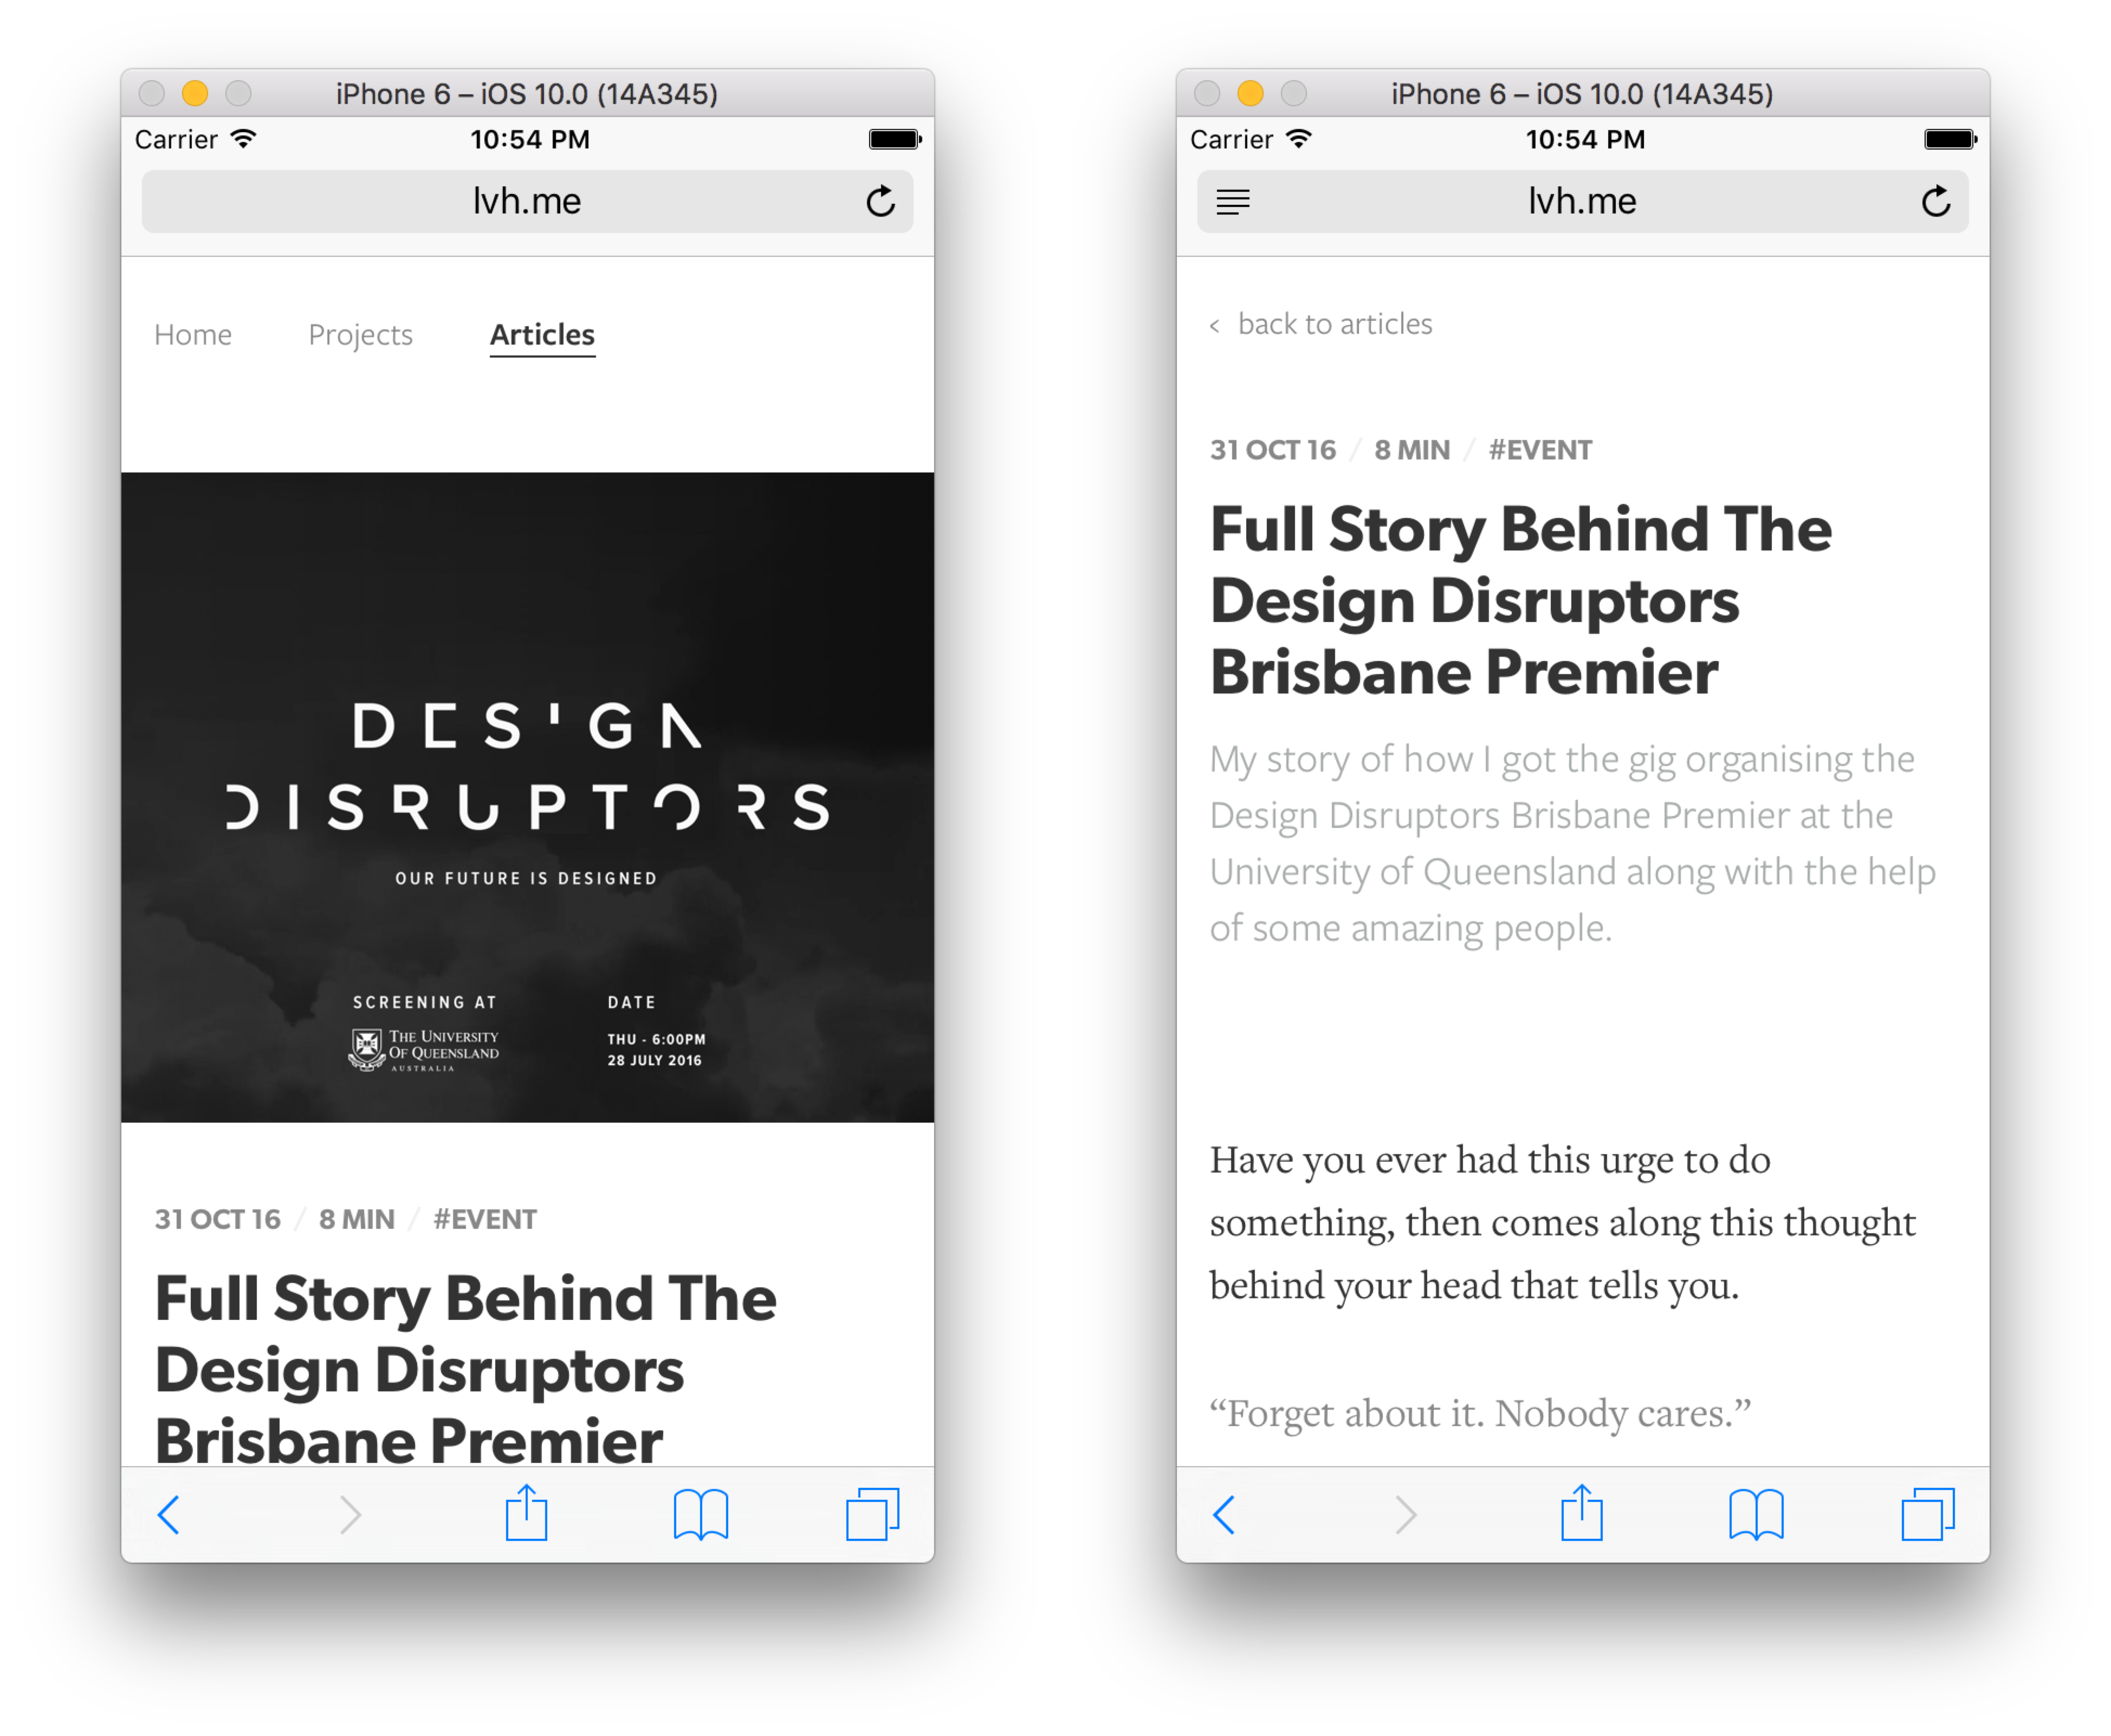 iPhone 6 – iOS 10.0 (14A345)
Carrier
10:54 PM
lvh.me
Home
Projects
Articles
DESIGN
DISRUPTORS
OUR FUTURE IS DESIGNED
SCREENING AT
THE UNIVERSITY
OF QUEENSLAND
AUSTRALIA
DATE
THU - 6:00PM
28 JULY 2016
31 OCT 16 / 8 MIN / #EVENT
Full Story Behind The
Design Disruptors
Brisbane Premier
iPhone 6 – iOS 10.0 (14A345)
Carrier
10:54 PM
lvh.me
‹ back to articles
31 OCT 16 / 8 MIN / #EVENT
Full Story Behind The
Design Disruptors
Brisbane Premier
My story of how I got the gig organising the
Design Disruptors Brisbane Premier at the
University of Queensland along with the help
of some amazing people.
Have you ever had this urge to do
something, then comes along this thought
behind your head that tells you.
“Forget about it. Nobody cares.”